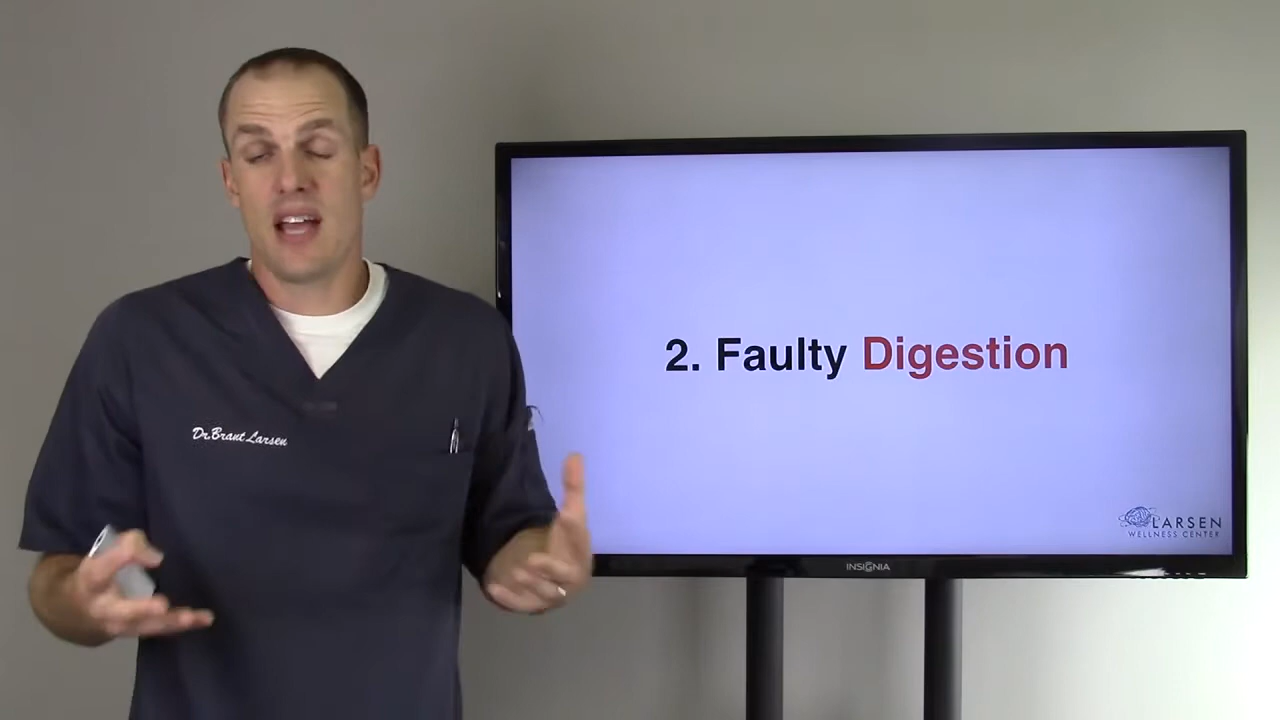 Dr. Brant Larsen
2. Faulty Digestion
LARSEN
WELLNESS CENTER
INSIGNIA